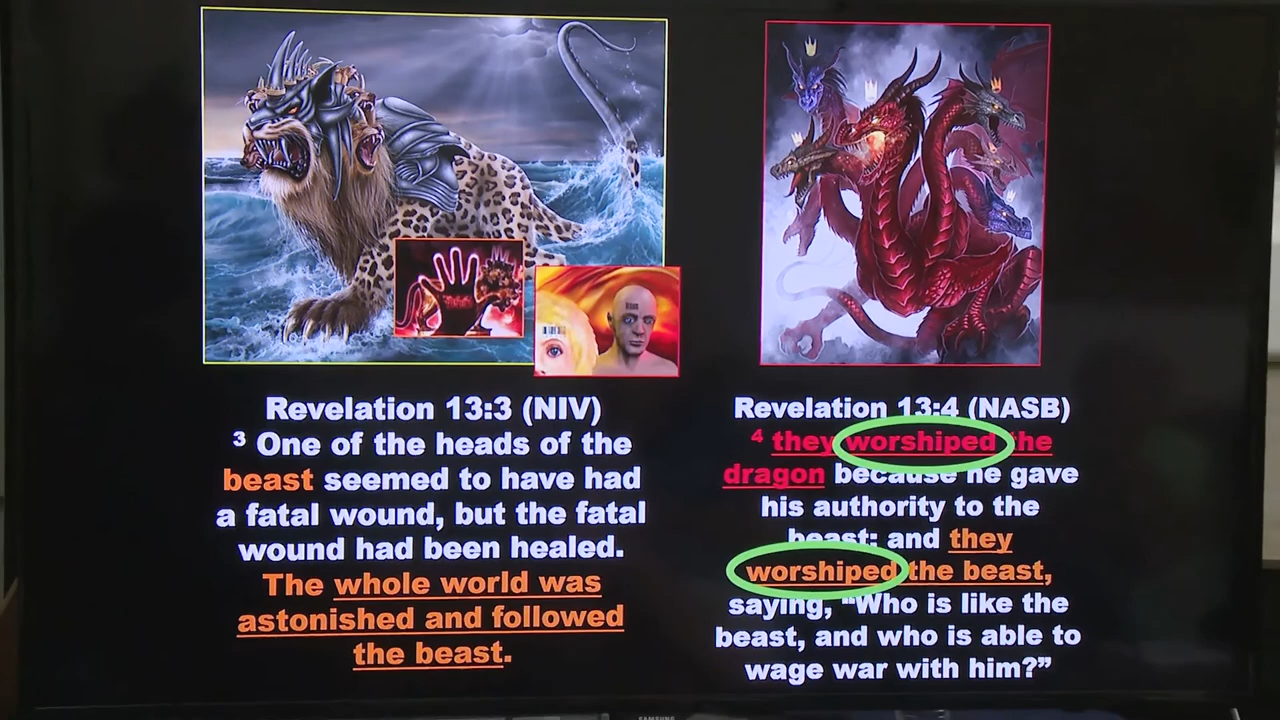 Revelation 13:3 (NIV)
3 One of the heads of the
beast seemed to have had
a fatal wound, but the fatal
wound had been healed.
The whole world was
astonished and followed
the beast.
Revelation 13:4 (NASB)
4 they worshiped the
dragon because he gave
his authority to the
beast; and they
worshiped the beast,
saying, “Who is like the
beast, and who is able to
wage war with him?”
SAMSUNG